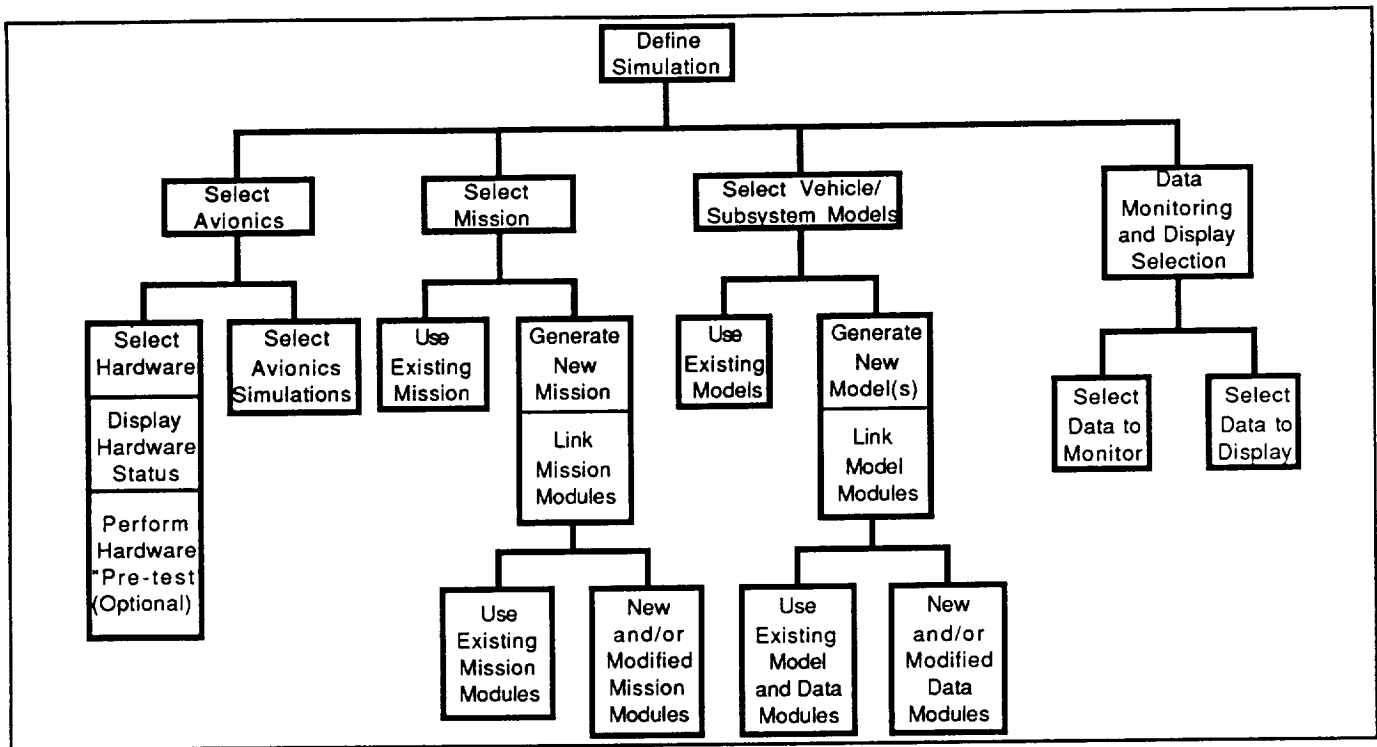 Define
Simulation
Select
Avionics
Select
Mission
Select Vehicle/
Subsystem Models
Data
Monitoring
and Display
Selection
Select
Hardware
Display
Hardware
Status
Perform
Hardware
"Pre-test
(Optional)
Select
Avionics
Simulations
Use
Existing
Mission
Generate
New
Mission
Link
Mission
Modules
Use
Existing
Models
Generate
New
Model(s)
Link
Model
Modules
Select
Data to
Monitor
Select
Data to
Display
Use
Existing
Mission
Modules
New
and/or
Modified
Mission
Modules
Use
Existing
Model
and Data
Modules
New
and/or
Modified
Data
Modules